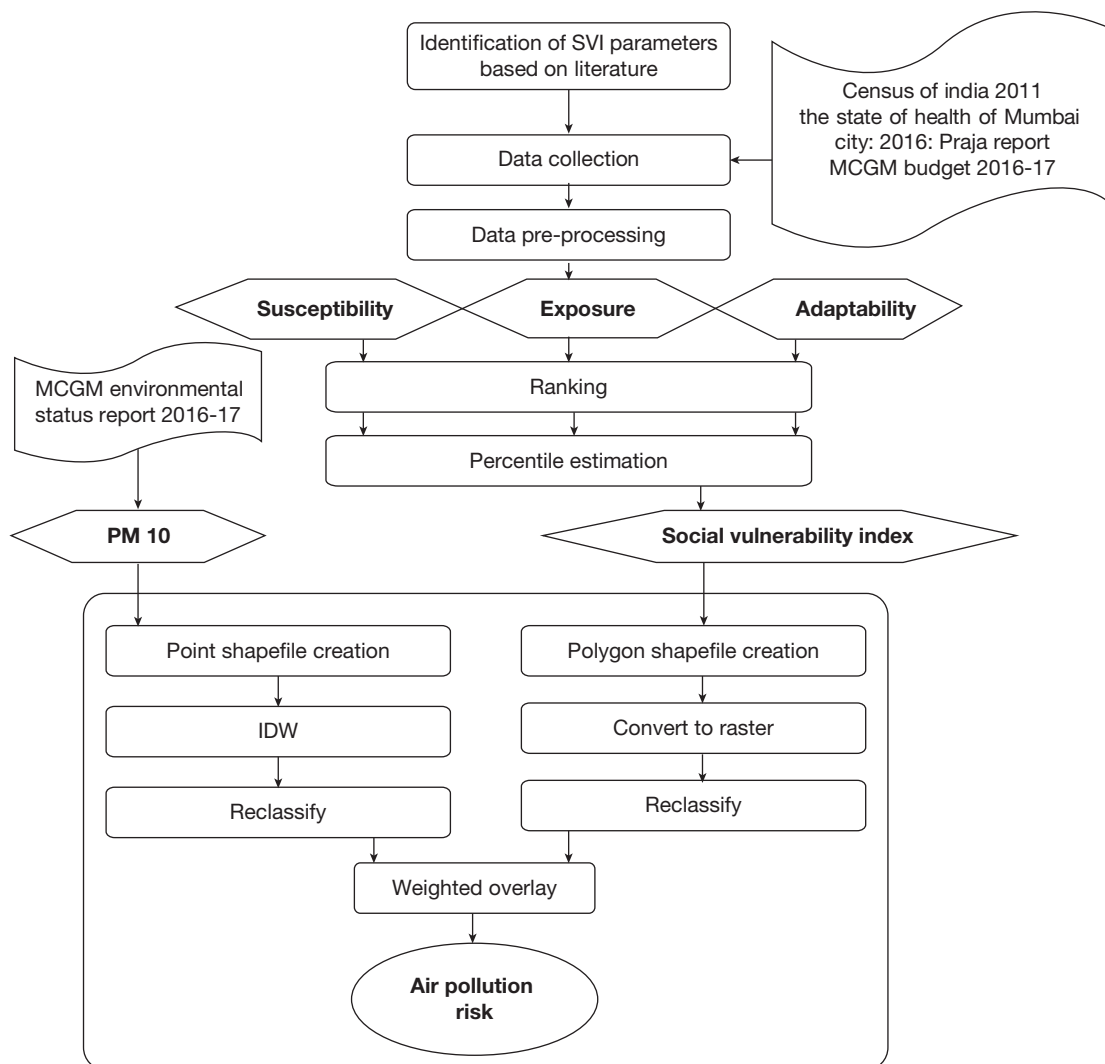 Identification of SVI parameters
based on literature
Census of india 2011
the state of health of Mumbai
city: 2016: Praja report
MCGM budget 2016-17
Data collection
Data pre-processing
Susceptibility
Exposure
Adaptability
Ranking
MCGM environmental
status report 2016-17
Percentile estimation
PM 10
Social vulnerability index
Point shapefile creation
Polygon shapefile creation
IDW
Convert to raster
Reclassify
Reclassify
Weighted overlay
Air pollution
risk